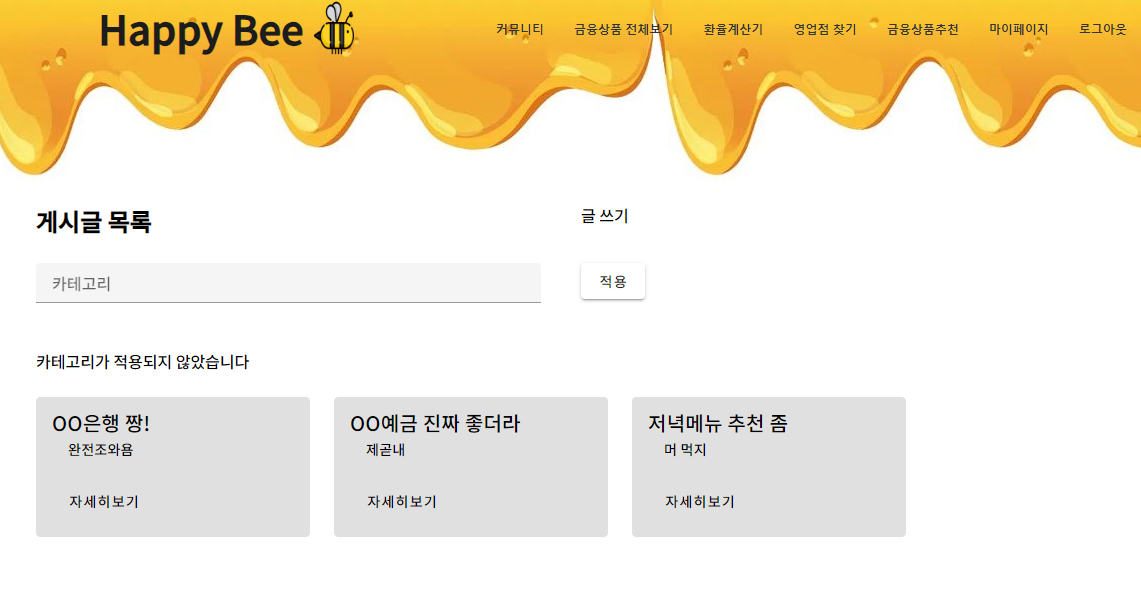 Happy Bee
커뮤니티 금융상품 전체보기 환율계산기 영업점 찾기 금융상품추천 마이페이지 로그아웃
게시글 목록
글 쓰기
카테고리
적용
카테고리가 적용되지 않았습니다
OO은행 짱!
완전조와욤
자세히보기
OO예금 진짜 좋더라
제곧내
자세히보기
저녁메뉴 추천 좀
머 먹지
자세히보기